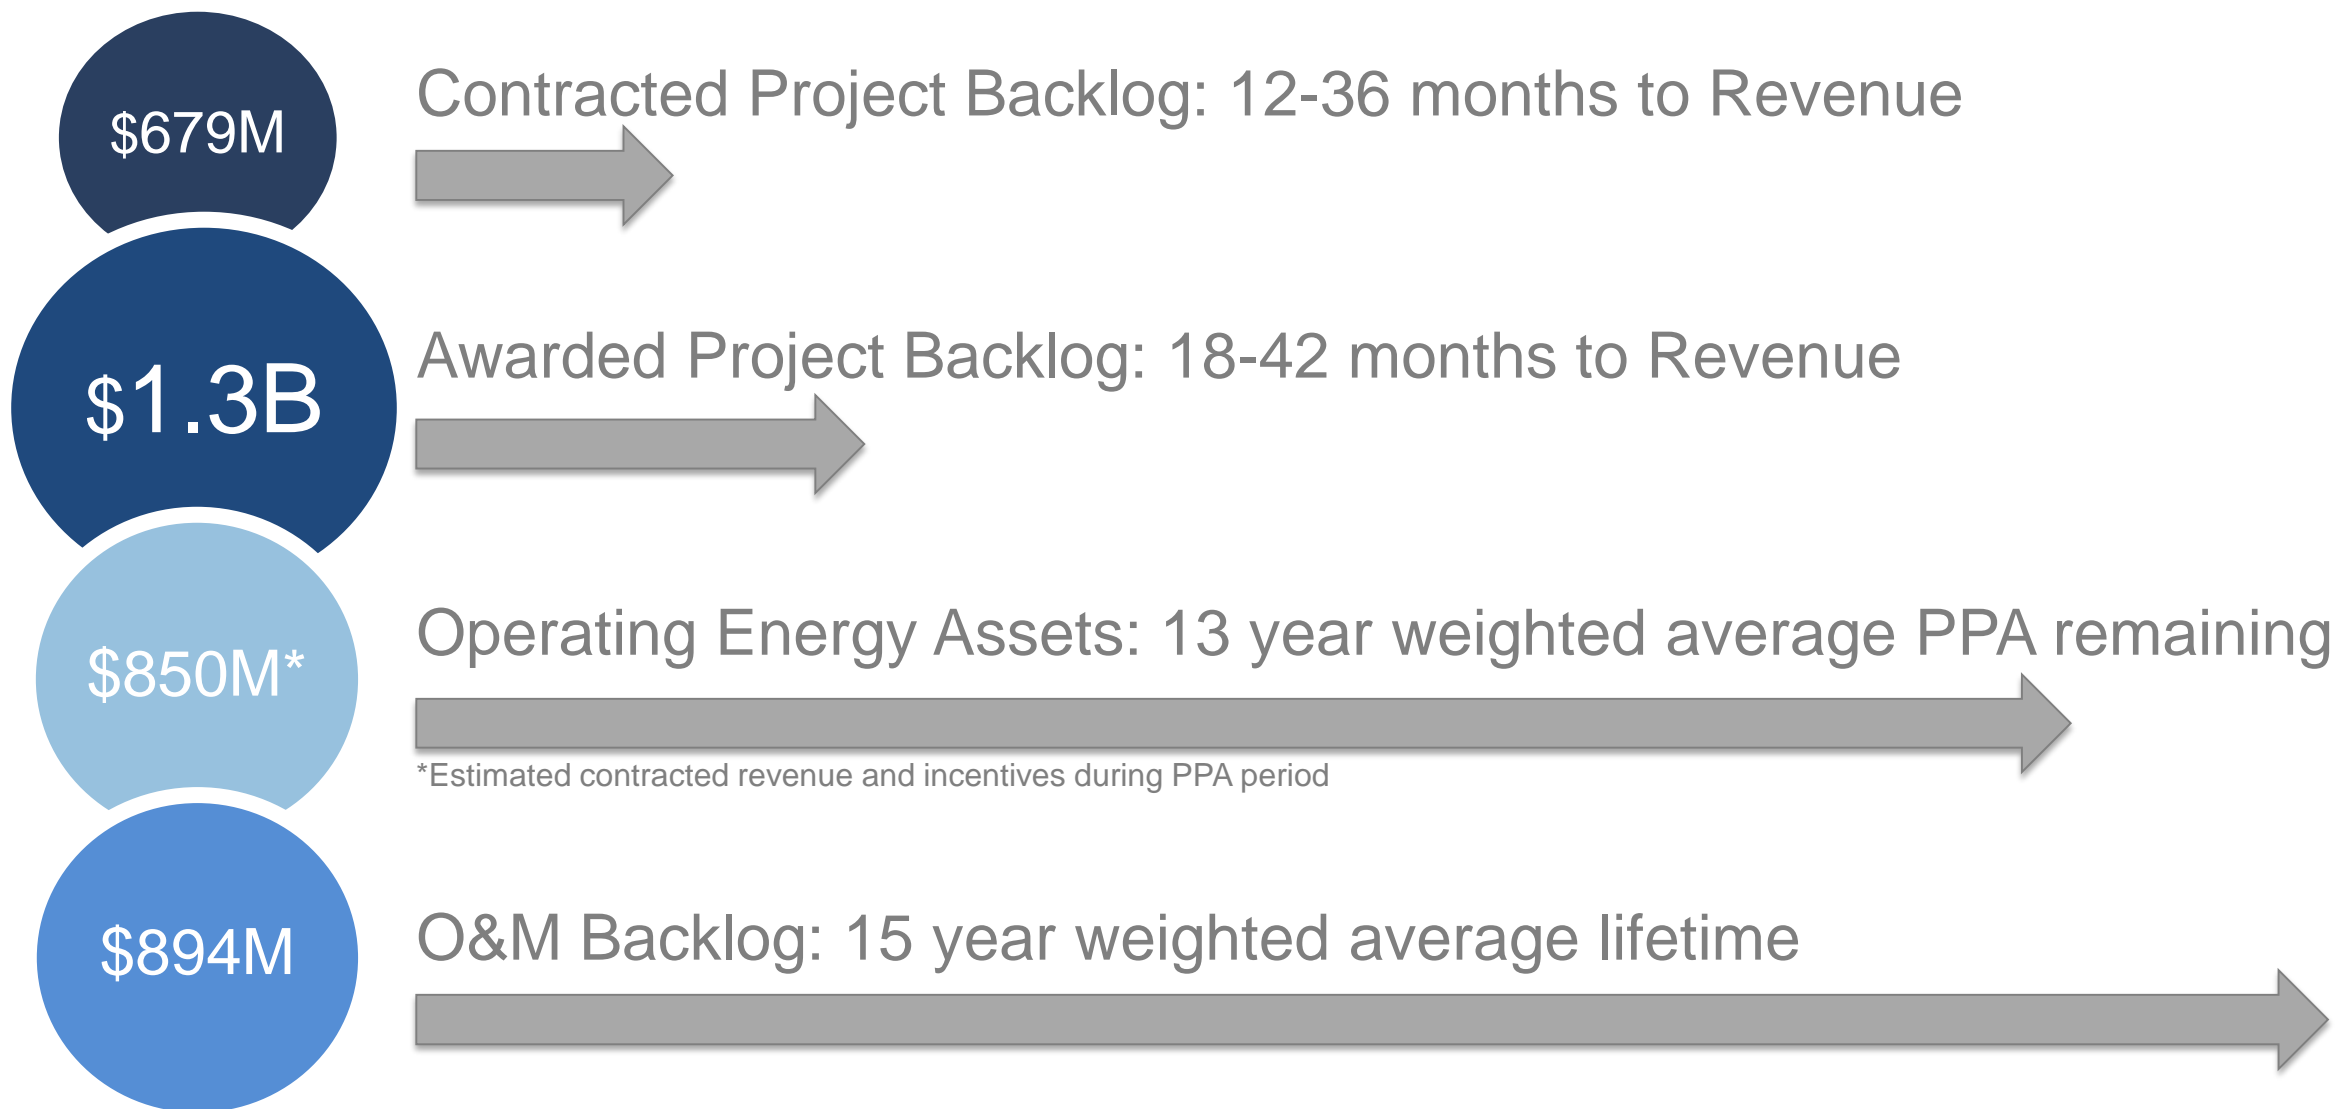 $679M
Contracted Project Backlog: 12-36 months to Revenue
$1.3B
Awarded Project Backlog: 18-42 months to Revenue
$850M*
Operating Energy Assets: 13 year weighted average PPA remaining
*Estimated contracted revenue and incentives during PPA period
$894M
O&M Backlog: 15 year weighted average lifetime